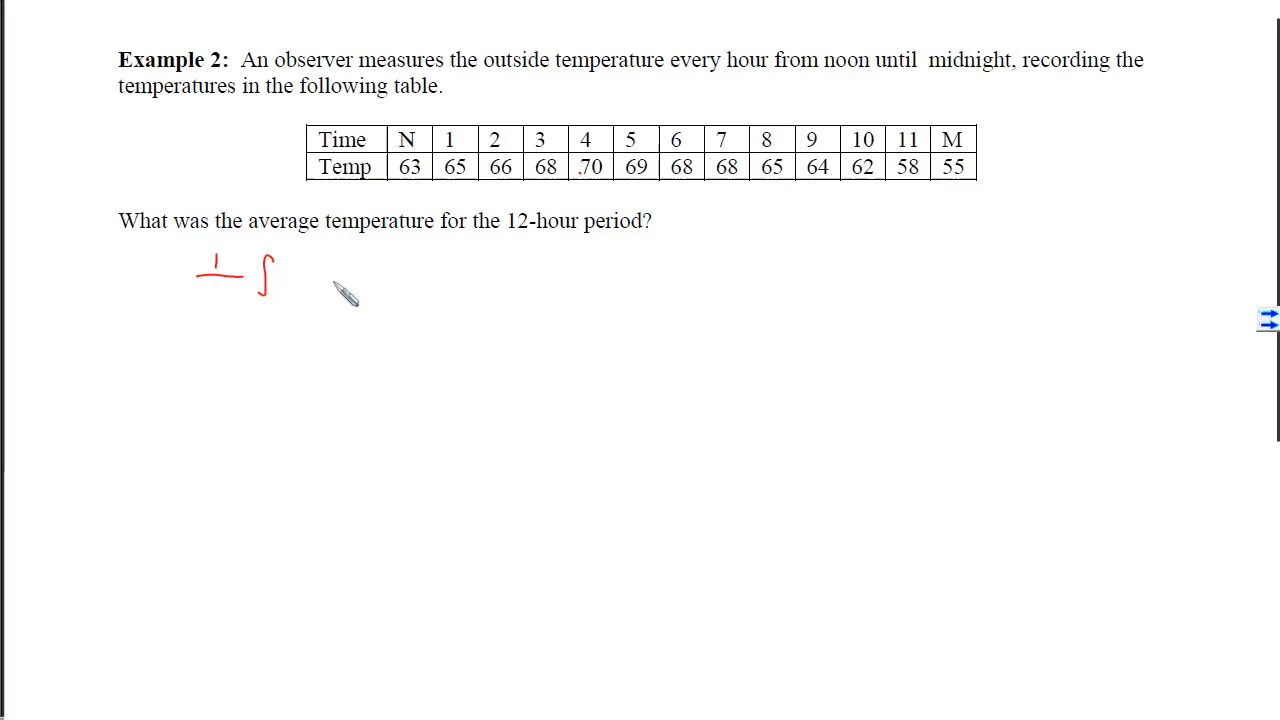 Example 2: An observer measures the outside temperature every hour from noon until midnight, recording the
temperatures in the following table.
Time N 1 2 3 4 5 6 7 8 9 10 11 M
Temp 63 65 66 68 70 69 68 68 65 64 62 58 55
What was the average temperature for the 12-hour period?
1 ∫